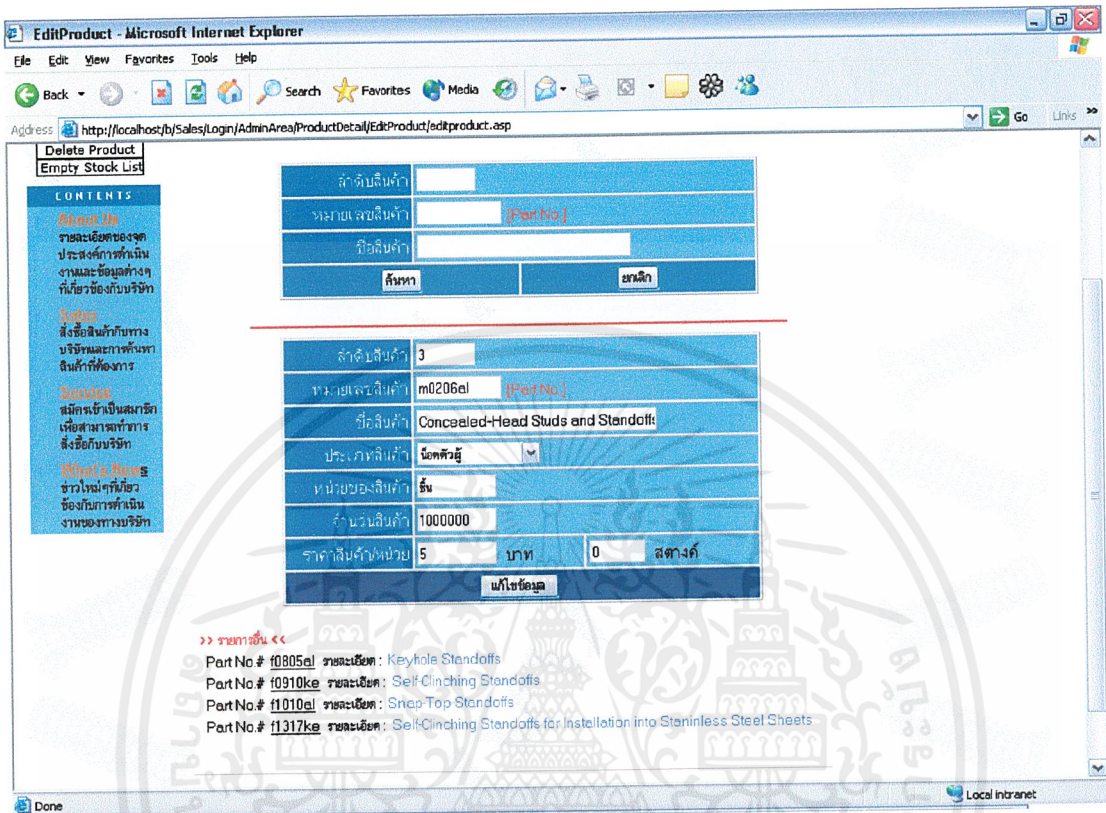 EditProduct - Microsoft Internet Explorer
File Edit View Favorites Tools Help
Back Search Favorites Media
Address http://localhost/b/Sales/Login/AdminArea/ProductDetail/EditProduct/editproduct.asp Go Links »
Delete Product
Empty Stock List
CONTENTS
About Us
รายละเอียดของจุด
ประสงค์การดำเนิน
งานและข้อมูลต่างๆ
ที่เกี่ยวข้องกับบริษัท
Sales
สั่งซื้อสินค้ากับทาง
บริษัทและการค้นหา
สินค้าที่ต้องการ
Service
สมัครเข้าเป็นสมาชิก
เพื่อสามารถทำการ
สั่งซื้อกับบริษัท
What's News
ข่าวใหม่ๆที่เกี่ยว
ข้องกับการดำเนิน
งานของทางบริษัท
ลำดับสินค้า
หมายเลขสินค้า [Part No.]
ชื่อสินค้า
ค้นหา ยกเลิก
ลำดับสินค้า 3
หมายเลขสินค้า m0206al [Part No.]
ชื่อสินค้า Concealed-Head Studs and Standoffs
ประเภทสินค้า น็อตตัวผู้
หน่วยของสินค้า ชิ้น
จำนวนสินค้า 1000000
ราคาสินค้า/หน่วย 5 บาท 0 สตางค์
แก้ไขข้อมูล
>> รายการอื่น <<
Part No.# f0805al รายละเอียด : Keyhole Standoffs
Part No.# f0910ke รายละเอียด : Self-Clinching Standoffs
Part No.# f1010al รายละเอียด : Snap-Top Standoffs
Part No.# f1317ke รายละเอียด : Self-Clinching Standoffs for Installation into Staninless Steel Sheets
Done Local intranet